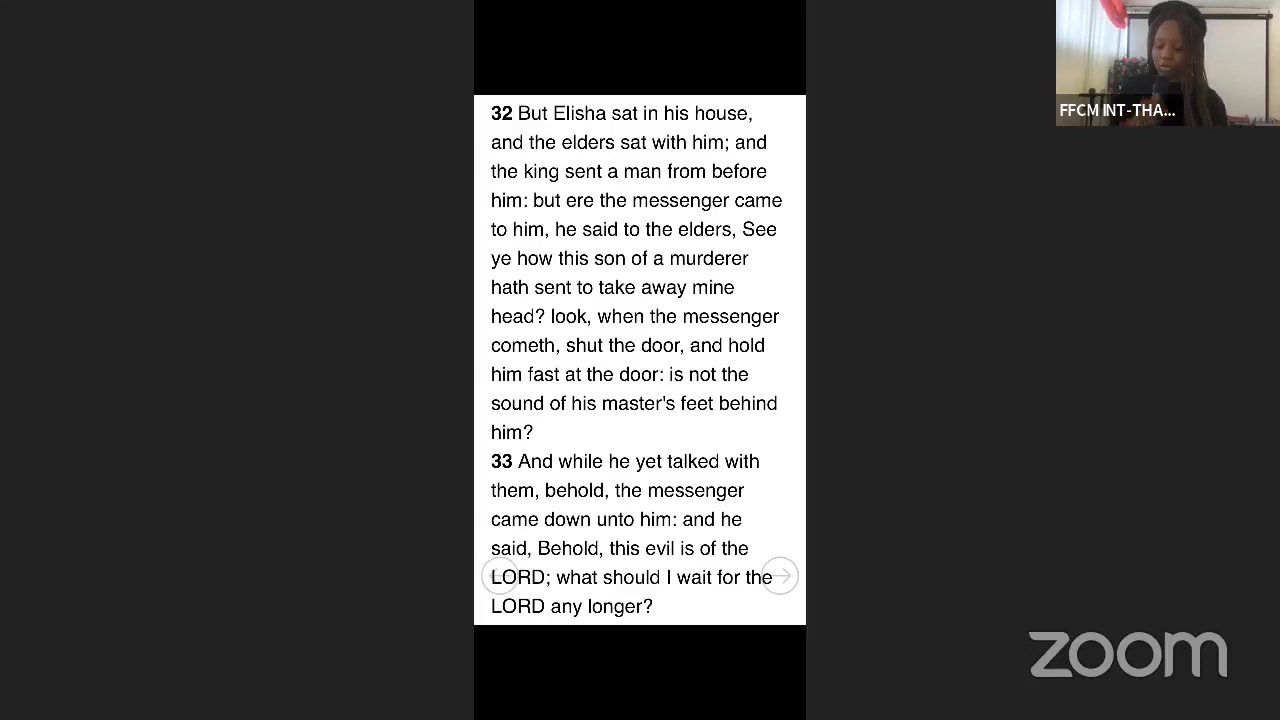 32 But Elisha sat in his house,
and the elders sat with him; and
the king sent a man from before
him: but ere the messenger came
to him, he said to the elders, See
ye how this son of a murderer
hath sent to take away mine
head? look, when the messenger
cometh, shut the door, and hold
him fast at the door: is not the
sound of his master's feet behind
him?
33 And while he yet talked with
them, behold, the messenger
came down unto him: and he
said, Behold, this evil is of the
LORD; what should I wait for the
LORD any longer?
FFCM INT-THA...
zoom